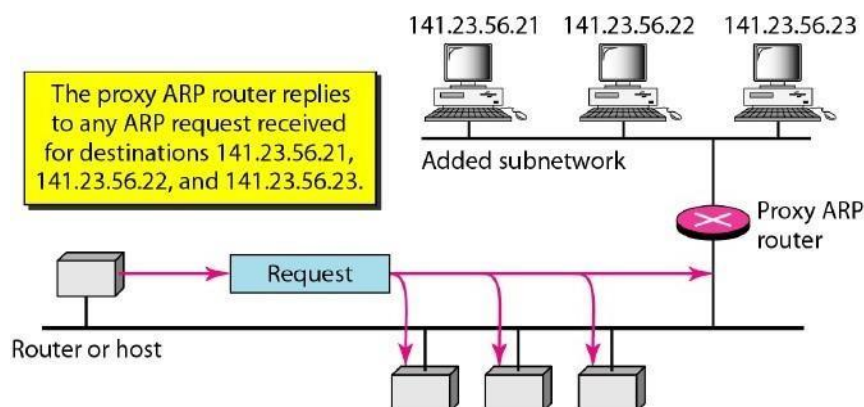 141.23.56.21 141.23.56.22 141.23.56.23
The proxy ARP router replies
to any ARP request received
for destinations 141.23.56.21,
141.23.56.22, and 141.23.56.23.
Added subnetwork
Proxy ARP
router
Request
Router or host